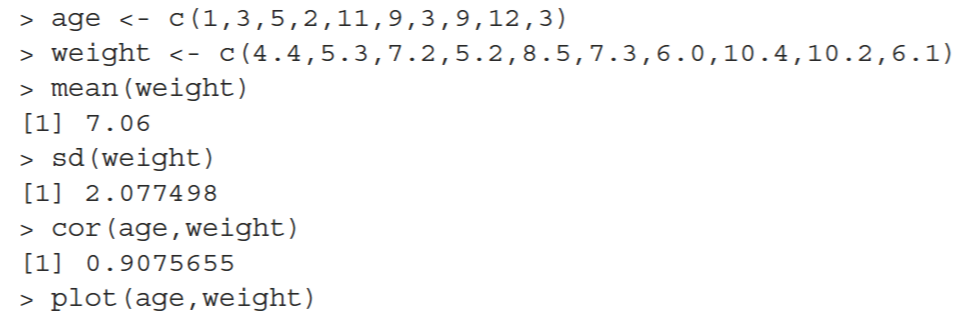 > age <- c(1,3,5,2,11,9,3,9,12,3)
> weight <- c(4.4,5.3,7.2,5.2,8.5,7.3,6.0,10.4,10.2,6.1)
> mean(weight)
[1] 7.06
> sd(weight)
[1] 2.077498
> cor(age,weight)
[1] 0.9075655
> plot(age,weight)